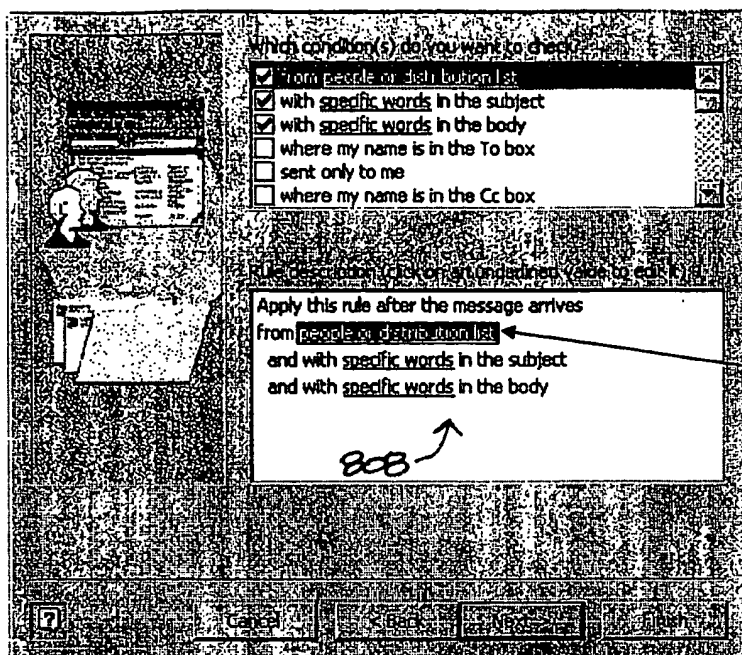 Which condition(s) do you want to check?
from people or distribution list
with specific words in the subject
with specific words in the body
where my name is in the To box
sent only to me
where my name is in the Cc box
Rule description (click on an underlined value to edit it):
Apply this rule after the message arrives
from people or distribution list
and with specific words in the subject
and with specific words in the body
808
?
Cancel
< Back
Next >
Finish